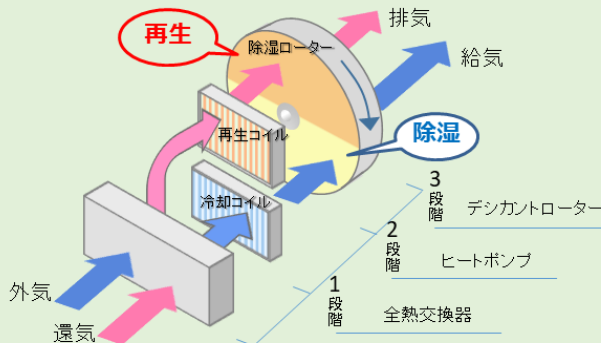 排気
再生
除湿ローター
給気
再生コイル
除湿
冷却コイル
3
段
階
デシカントローター
2
段
階
ヒートポンプ
外気
1
段
階
全熱交換器
還気